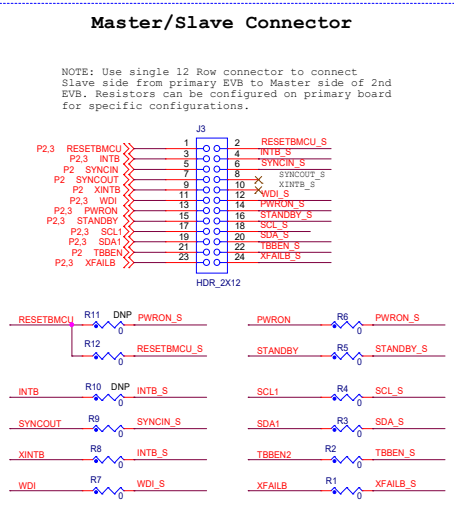 Master/Slave Connector
NOTE: Use single 12 Row connector to connect
Slave side from primary EVB to Master side of 2nd
EVB. Resistors can be configured on primary board
for specific configurations.
J3
P2,3 RESETBMCU 1 2 RESETBMCU_S
P2,3 INTB 3 4 INTB_S
P2 SYNCIN 5 6 SYNCIN_S
P2 SYNCOUT 7 8 SYNCOUT_S
P2 XINTB 9 10 XINTB_S
P2,3 WDI 11 12 WDI_S
P2,3 PWRON 13 14 PWRON_S
P2,3 STANDBY 15 16 STANDBY_S
P2,3 SCL1 17 18 SCL_S
P2,3 SDA1 19 20 SDA_S
P2 TBBEN 21 22 TBBEN_S
P2,3 XFAILB 23 24 XFAILB_S
HDR_2X12
RESETBMCU R11 DNP PWRON_S
0
R12 RESETBMCU_S
0
INTB R10 DNP INTB_S
0
SYNCOUT R9 SYNCIN_S
0
XINTB R8 INTB_S
0
WDI R7 WDI_S
0
PWRON R6 PWRON_S
0
STANDBY R5 STANDBY_S
0
SCL1 R4 SCL_S
0
SDA1 R3 SDA_S
0
TBBEN2 R2 TBBEN_S
0
XFAILB R1 XFAILB_S
0